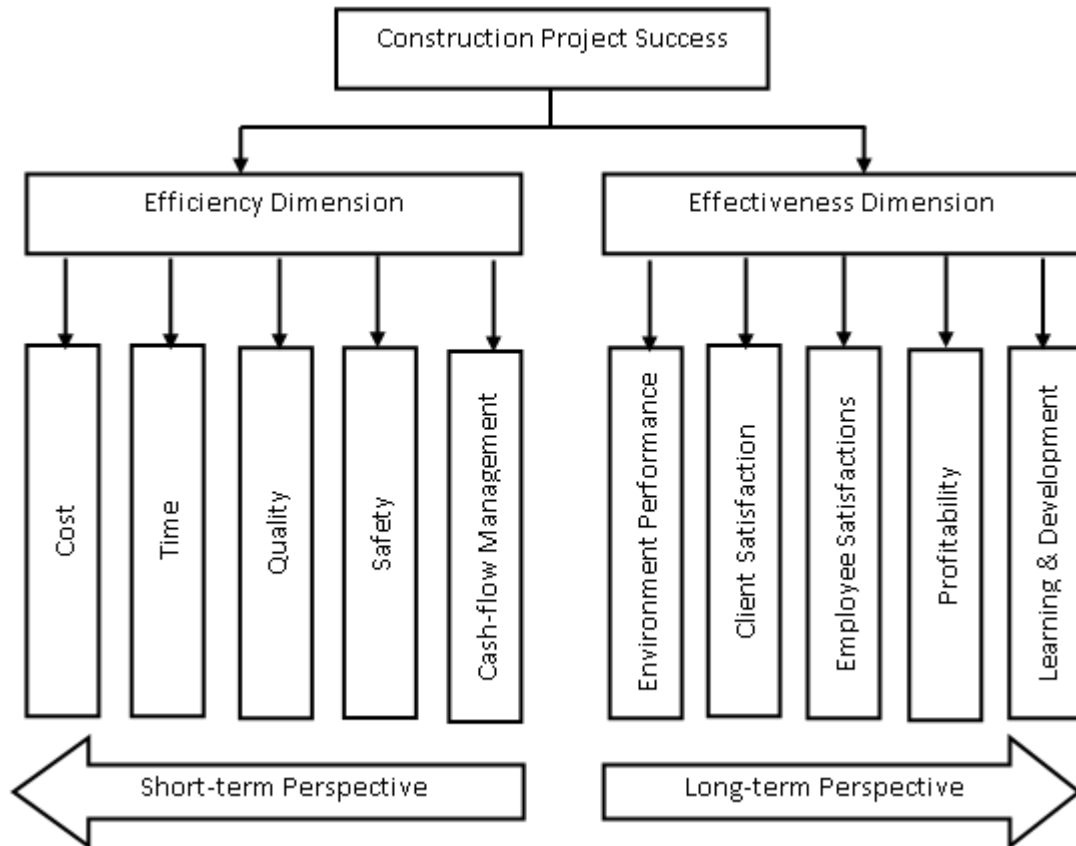 Construction Project Success
Efficiency Dimension
Effectiveness Dimension
Cost
Time
Quality
Safety
Cash-flow Management
Environment Performance
Client Satisfaction
Employee Satisfactions
Profitability
Learning & Development
Short-term Perspective
Long-term Perspective